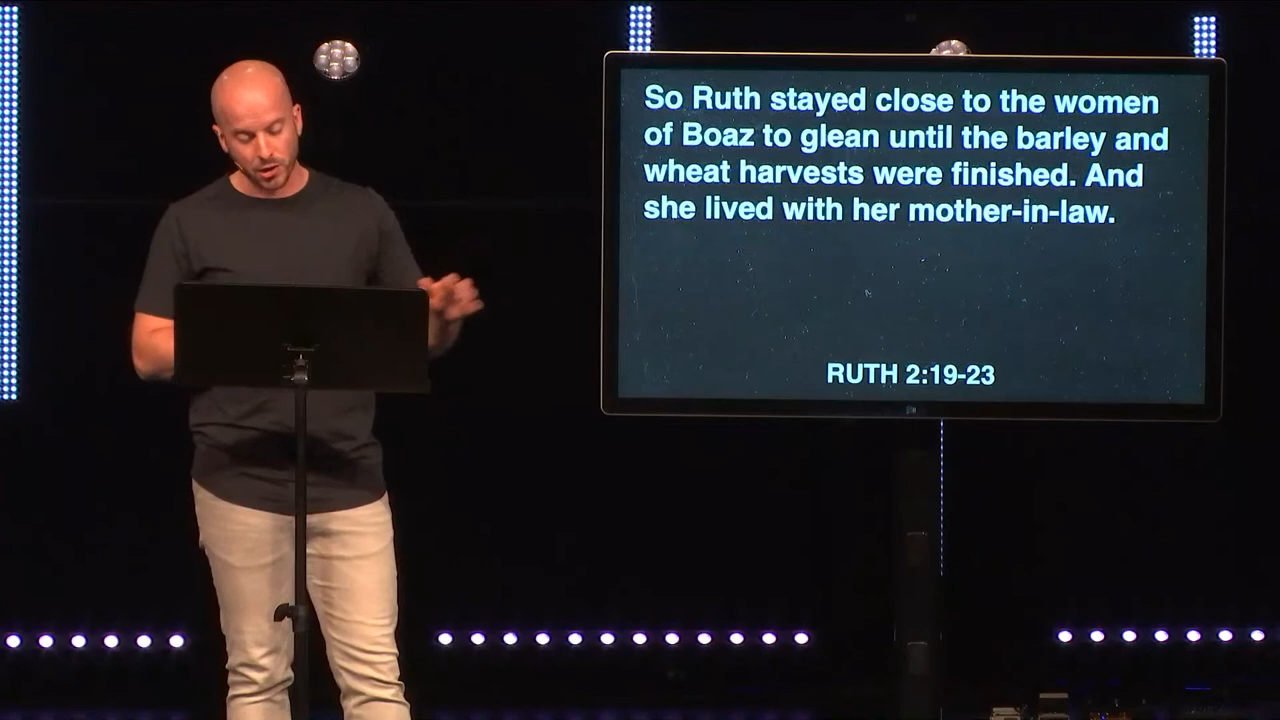 So Ruth stayed close to the women
of Boaz to glean until the barley and
wheat harvests were finished. And
she lived with her mother-in-law.
RUTH 2:19-23